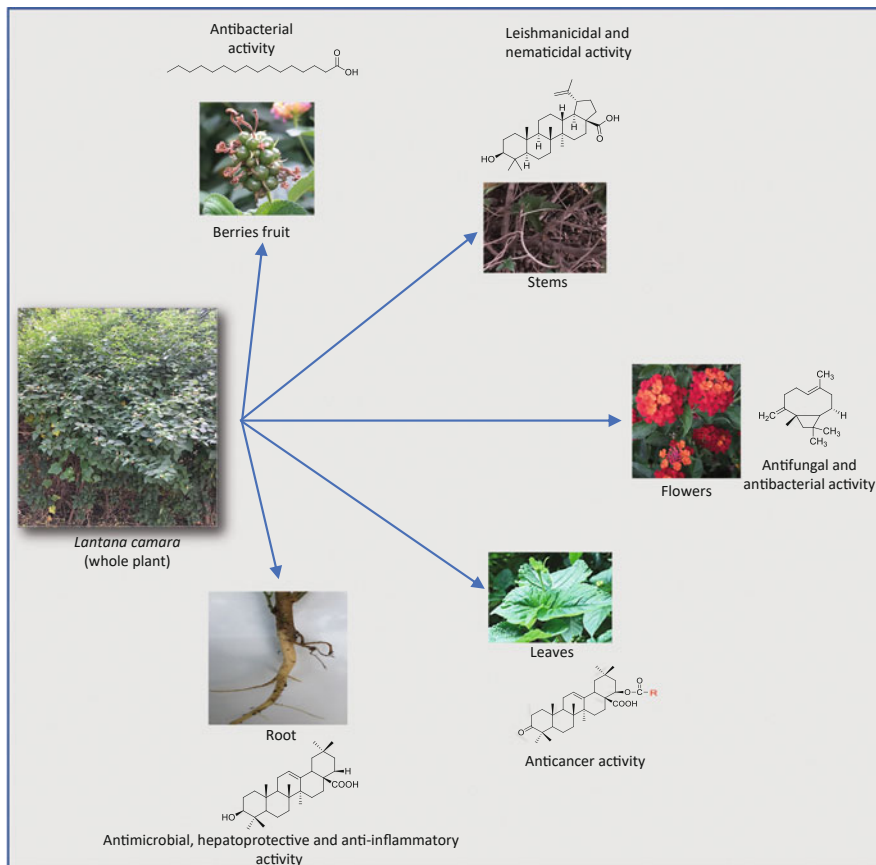 Antibacterial
activity
O
OH
Berries fruit
Leishmanicidal and
nematicidal activity
H
OH
H
O
H
HO
H
Stems
CH3
H2C
H
CH3
CH3
Flowers
Antifungal and
antibacterial activity
Lantana camara
(whole plant)
Leaves
O
O C R
COOH
O
Anticancer activity
Root
H
COOH
HO
Antimicrobial, hepatoprotective and anti-inflammatory
activity